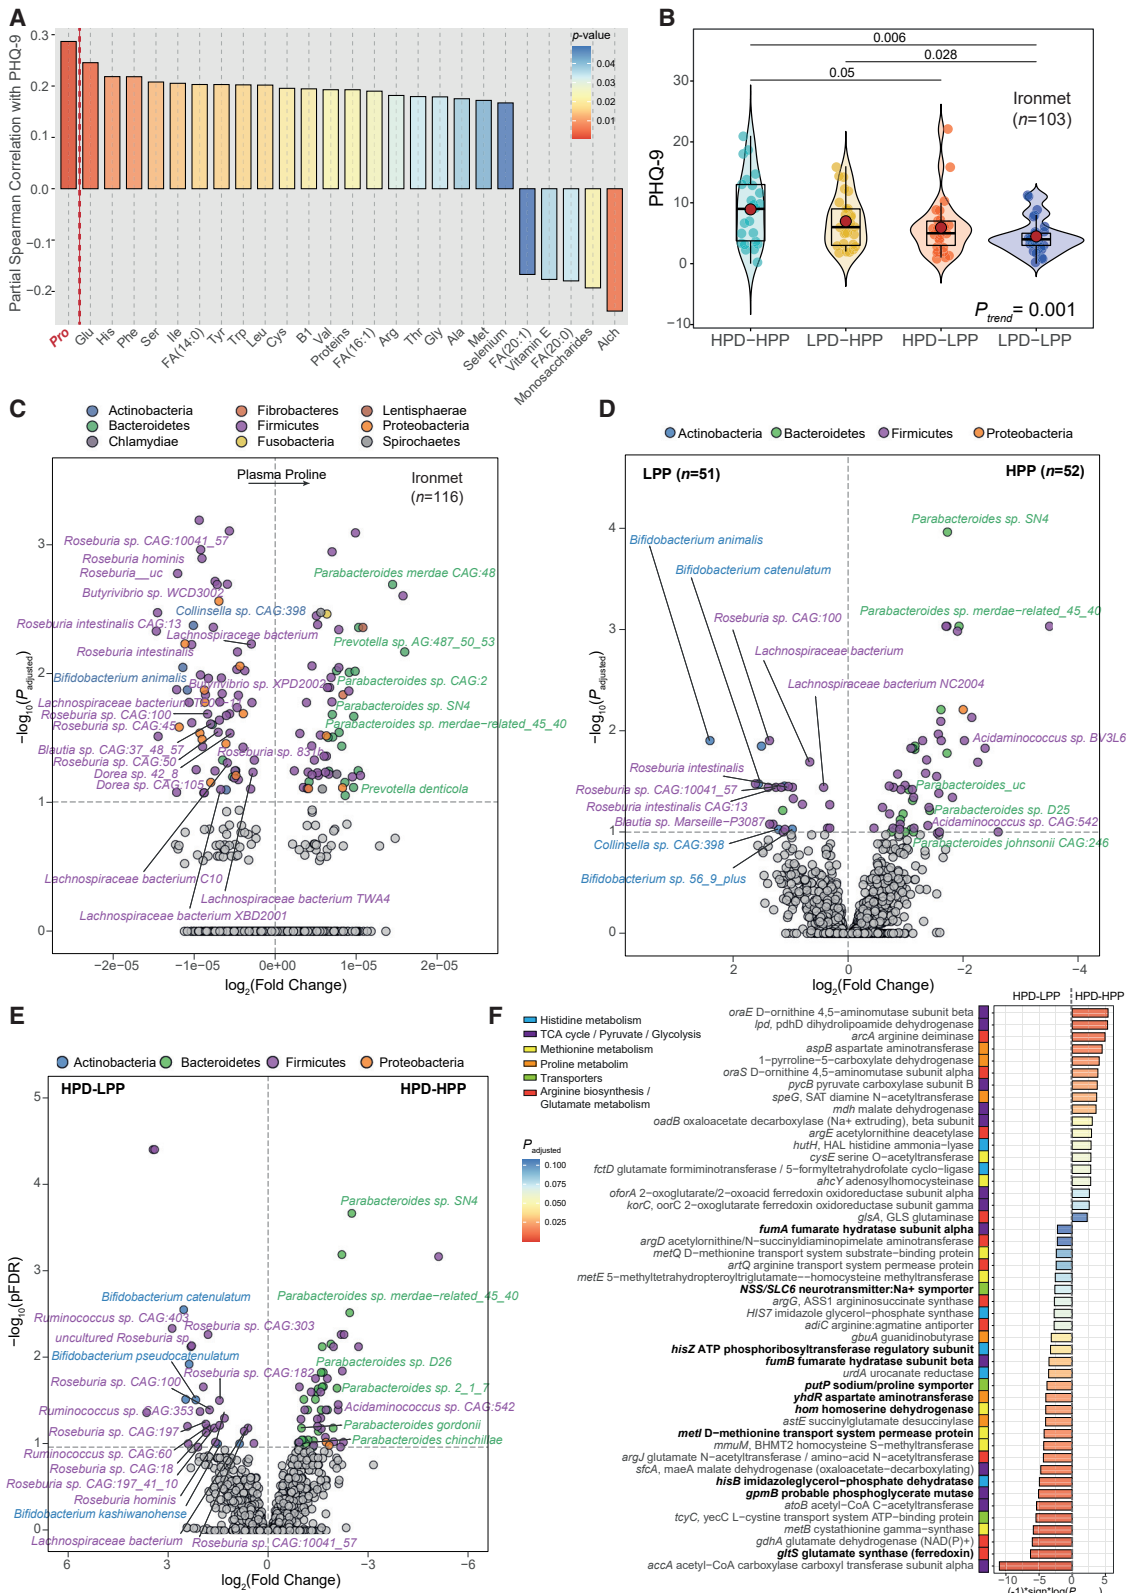 A
Partial Spearman Correlation with PHQ-9
0.3
0.2
0.1
0.0
−0.1
−0.2
p-value
0.04
0.03
0.02
0.01
Pro
Glu
His
Phe
Ser
Ile
FA(14:0)
Tyr
Trp
Leu
Cys
B1
Val
Proteins
FA(16:1)
Arg
Thr
Gly
Ala
Met
Selenium
FA(20:1)
Vitamin E
FA(20:0)
Monosaccharides
Alch
B
PHQ-9
30
20
10
0
−10
0.006
0.028
0.05
Ironmet
(n=103)
Ptrend = 0.001
HPD−HPP
LPD−HPP
HPD−LPP
LPD−LPP
C
Actinobacteria
Bacteroidetes
Chlamydiae
Fibrobacteres
Firmicutes
Fusobacteria
Lentisphaerae
Proteobacteria
Spirochaetes
Plasma Proline
Ironmet
(n=116)
−log10(Padjusted)
3
2
1
0
Roseburia sp. CAG:10041_57
Roseburia hominis
Roseburia__uc
Parabacteroides merdae CAG:48
Butyrivibrio sp. WCD3002
Collinsella sp. CAG:398
Roseburia intestinalis CAG:13
Lachnospiraceae bacterium
Prevotella sp. AG:487_50_53
Roseburia intestinalis
Bifidobacterium animalis
Butyrivibrio sp. XPD2002
Parabacteroides sp. CAG:2
Lachnospiraceae bacterium
Parabacteroides sp. SN4
Roseburia sp. CAG:100
Roseburia sp. CAG:45
Parabacteroides sp. merdae−related_45_40
Blautia sp. CAG:37_48_57
Roseburia sp. 831b
Roseburia sp. CAG:50
Dorea sp. 42_8
Dorea sp. CAG:105
Prevotella denticola
Lachnospiraceae bacterium C10
Lachnospiraceae bacterium TWA4
Lachnospiraceae bacterium XBD2001
−2e−05
−1e−05
0e+00
1e−05
2e−05
log2(Fold Change)
D
Actinobacteria
Bacteroidetes
Firmicutes
Proteobacteria
LPP (n=51)
HPP (n=52)
−log10(Padjusted)
4
3
2
1
0
Parabacteroides sp. SN4
Bifidobacterium animalis
Bifidobacterium catenulatum
Roseburia sp. CAG:100
Parabacteroides sp. merdae−related_45_40
Lachnospiraceae bacterium
Lachnospiraceae bacterium NC2004
Acidaminococcus sp. BV3L6
Roseburia intestinalis
Roseburia sp. CAG:10041_57
Parabacteroides_uc
Roseburia intestinalis CAG:13
Parabacteroides sp. D25
Blautia sp. Marseille−P3087
Acidaminococcus sp. CAG:542
Collinsella sp. CAG:398
Parabacteroides johnsonii CAG:246
Bifidobacterium sp. 56_9_plus
2
0
−2
−4
log2(Fold Change)
E
Actinobacteria
Bacteroidetes
Firmicutes
Proteobacteria
HPD-LPP
HPD-HPP
−log10(pFDR)
5
4
3
2
1
0
Parabacteroides sp. SN4
Bifidobacterium catenulatum
Parabacteroides sp. merdae−related_45_40
Ruminococcus sp. CAG:403
Roseburia sp. CAG:303
uncultured Roseburia sp.
Bifidobacterium pseudocatenulatum
Parabacteroides sp. D26
Roseburia sp. CAG:182
Roseburia sp. CAG:100
Parabacteroides sp. 2_1_7
Ruminococcus sp. CAG:353
Acidaminococcus sp. CAG:542
Roseburia sp. CAG:197
Parabacteroides gordonii
Parabacteroides chinchillae
Ruminococcus sp. CAG:60
Roseburia sp. CAG:18
Roseburia sp. CAG:197_41_10
Roseburia hominis
Bifidobacterium kashiwanohense
Lachnospiraceae bacterium
Roseburia sp. CAG:10041_57
6
3
0
−3
−6
log2(Fold Change)
F
Histidine metabolism
TCA cycle / Pyruvate / Glycolysis
Methionine metabolism
Proline metabolim
Transporters
Arginine biosynthesis /
Glutamate metabolism
Padjusted
0.100
0.075
0.050
0.025
HPD-LPP
HPD-HPP
oraE D−ornithine 4,5−aminomutase subunit beta
lpd, pdhD dihydrolipoamide dehydrogenase
arcA arginine deiminase
aspB aspartate aminotransferase
1−pyrroline−5−carboxylate dehydrogenase
oraS D−ornithine 4,5−aminomutase subunit alpha
pycB pyruvate carboxylase subunit B
speG, SAT diamine N−acetyltransferase
mdh malate dehydrogenase
oadB oxaloacetate decarboxylase (Na+ extruding), beta subunit
argE acetylornithine deacetylase
hutH, HAL histidine ammonia−lyase
cysE serine O−acetyltransferase
fctD glutamate formiminotransferase / 5−formyltetrahydrofolate cyclo−ligase
ahcY adenosylhomocysteinase
oforA 2−oxoglutarate/2−oxoacid ferredoxin oxidoreductase subunit alpha
korC, oorC 2−oxoglutarate ferredoxin oxidoreductase subunit gamma
glsA, GLS glutaminase
fumA fumarate hydratase subunit alpha
argD acetylornithine/N−succinyldiaminopimelate aminotransferase
metQ D−methionine transport system substrate−binding protein
artQ arginine transport system permease protein
metE 5−methyltetrahydropteroyltriglutamate−−homocysteine methyltransferase
NSS/SLC6 neurotransmitter:Na+ symporter
argG, ASS1 argininosuccinate synthase
HIS7 imidazole glycerol−phosphate synthase
adiC arginine:agmatine antiporter
gbuA guanidinobutyrase
hisZ ATP phosphoribosyltransferase regulatory subunit
fumB fumarate hydratase subunit beta
urdA urocanate reductase
putP sodium/proline symporter
yhdR aspartate aminotransferase
hom homoserine dehydrogenase
astE succinylglutamate desuccinylase
metI D−methionine transport system permease protein
mmuM, BHMT2 homocysteine S−methyltransferase
argJ glutamate N−acetyltransferase / amino−acid N−acetyltransferase
sfcA, maeA malate dehydrogenase (oxaloacetate−decarboxylating)
hisB imidazoleglycerol−phosphate dehydratase
gpmB probable phosphoglycerate mutase
atoB acetyl−CoA C−acetyltransferase
tcyC, yecC L−cystine transport system ATP−binding protein
metB cystathionine gamma−synthase
gdhA glutamate dehydrogenase (NAD(P)+)
gltS glutamate synthase (ferredoxin)
accA acetyl−CoA carboxylase carboxyl transferase subunit alpha
−10
−5
0
5